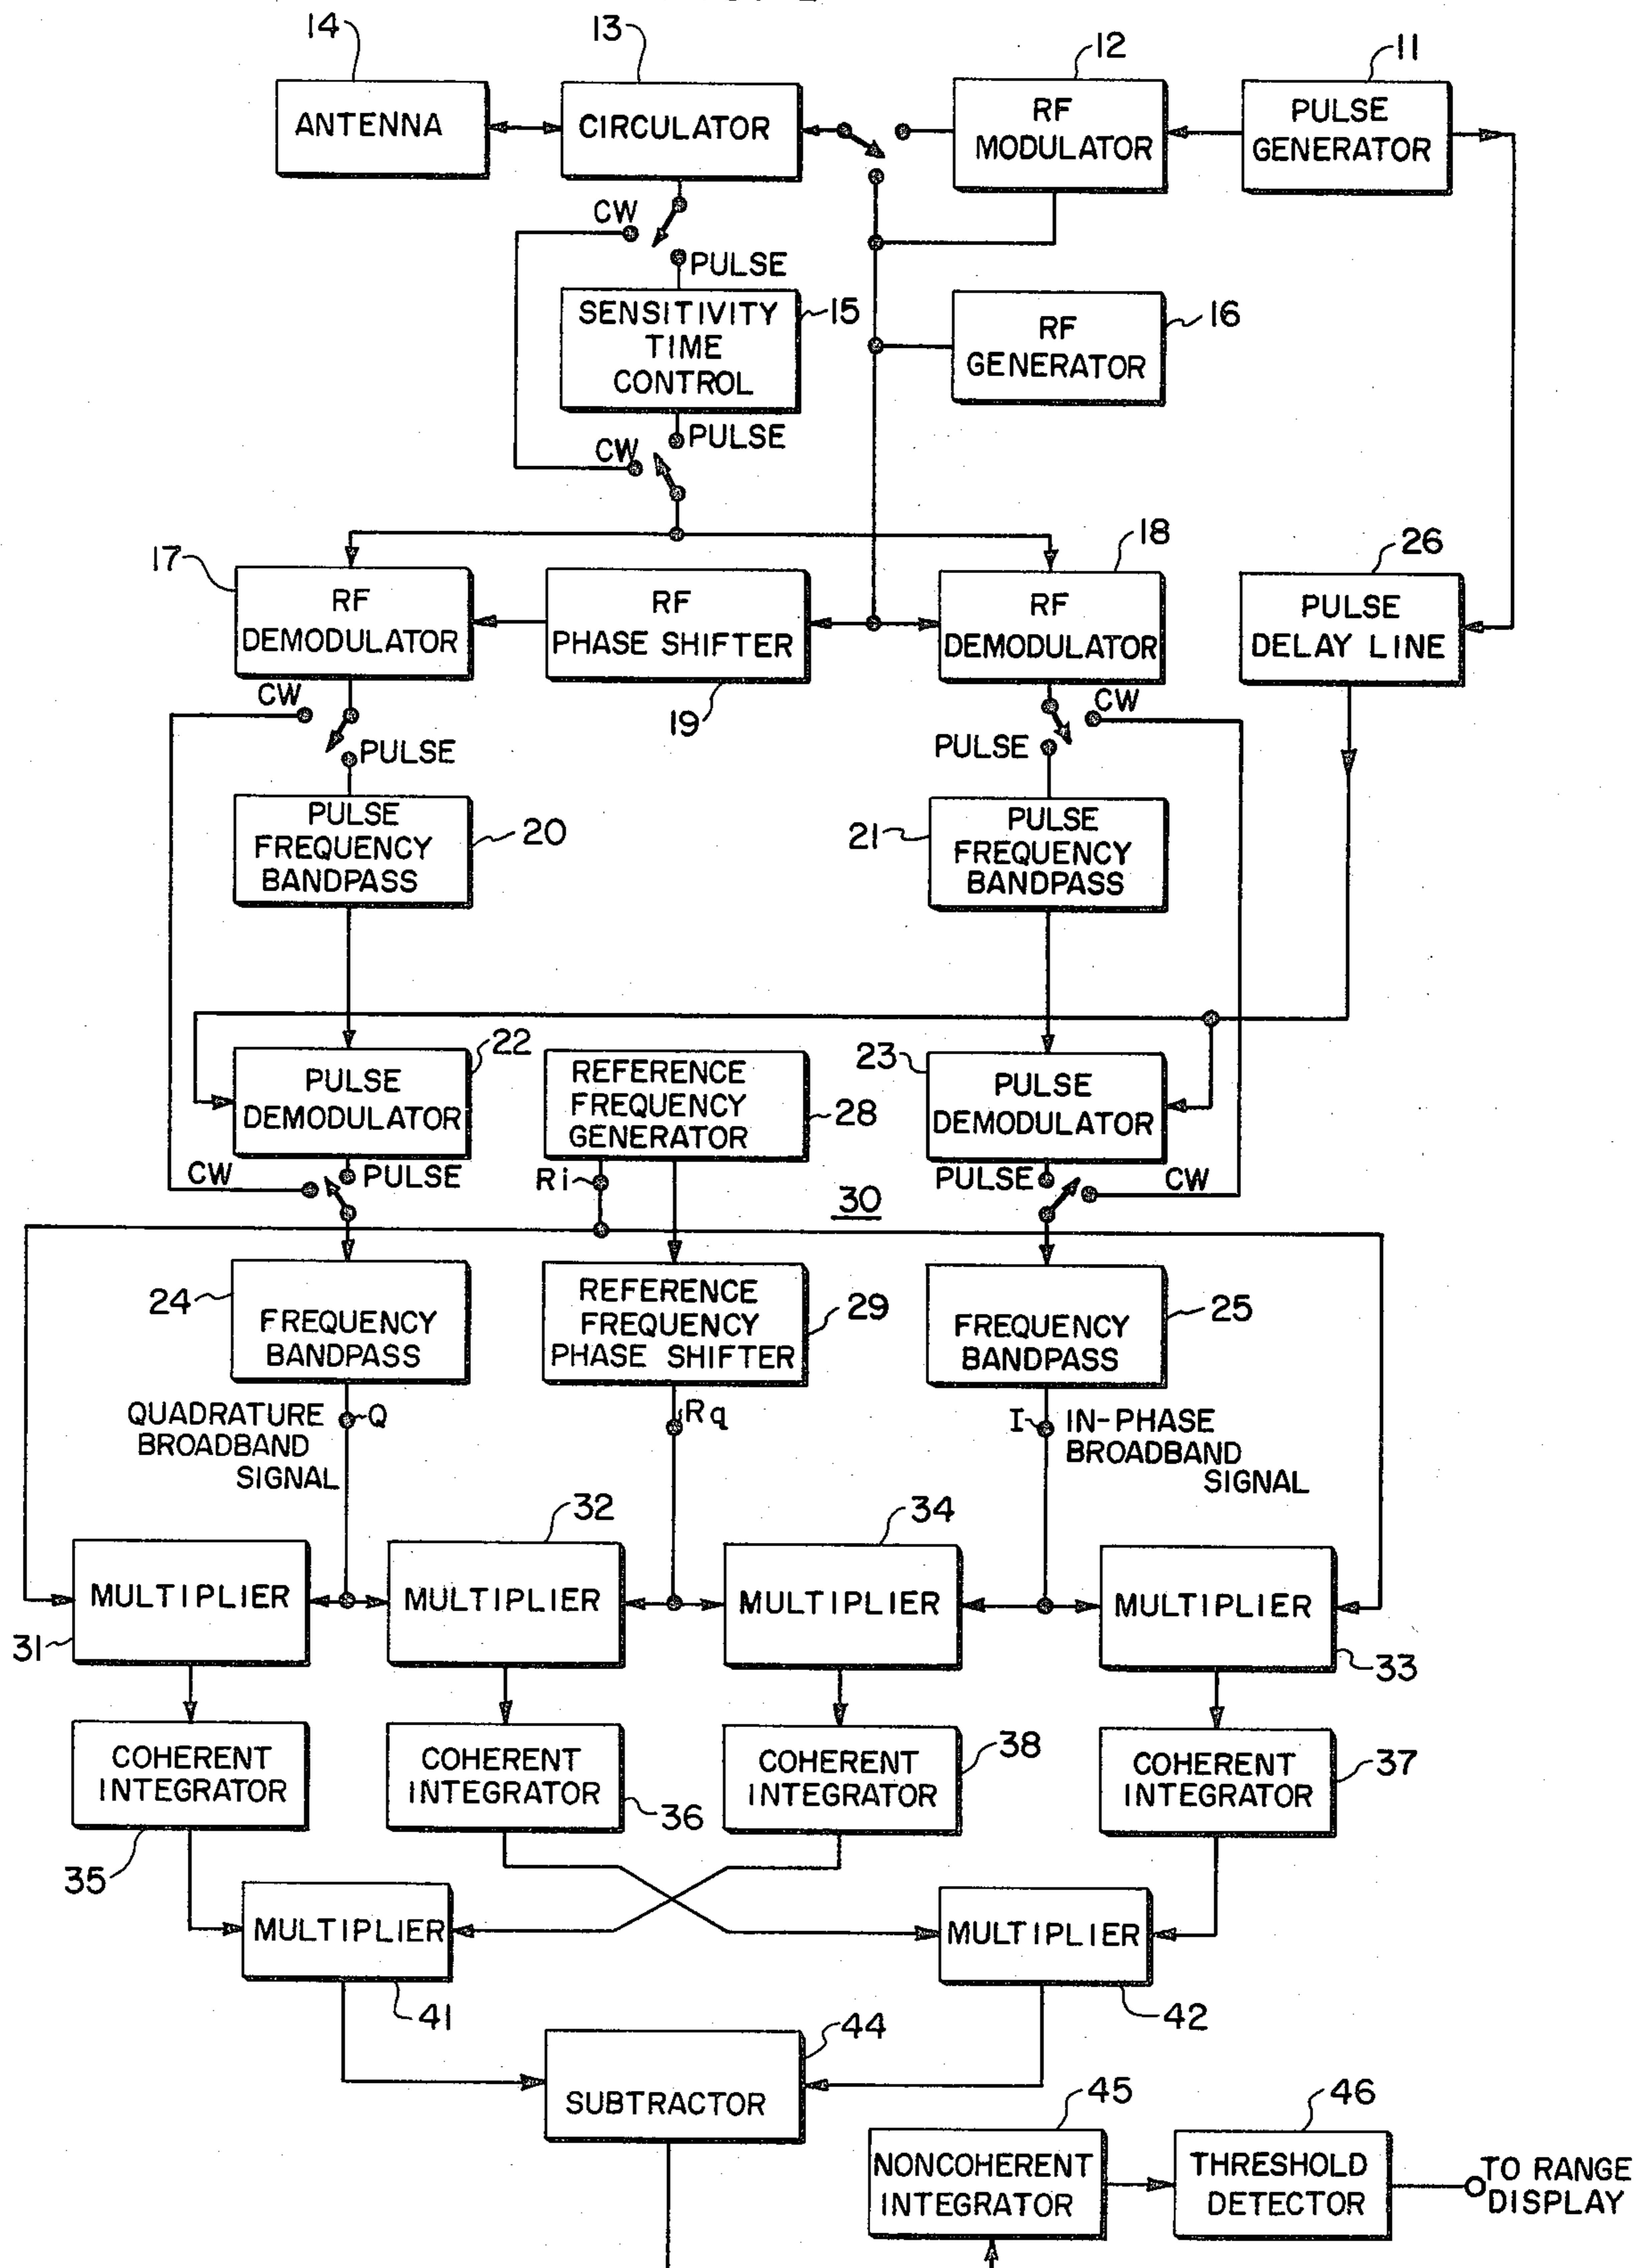 14
13
12
11
ANTENNA
CIRCULATOR
RF
MODULATOR
PULSE
GENERATOR
CW
PULSE
SENSITIVITY
TIME
CONTROL
15
RF
GENERATOR
16
PULSE
CW
17
18
26
RF
DEMODULATOR
RF
PHASE SHIFTER
RF
DEMODULATOR
PULSE
DELAY LINE
19
CW
PULSE
CW
PULSE
PULSE
FREQUENCY
BANDPASS
20
21
PULSE
FREQUENCY
BANDPASS
22
PULSE
DEMODULATOR
REFERENCE
FREQUENCY
GENERATOR
28
23
PULSE
DEMODULATOR
CW
PULSE
Ri
PULSE
CW
30
24
FREQUENCY
BANDPASS
REFERENCE
FREQUENCY
PHASE SHIFTER
29
FREQUENCY
BANDPASS
25
QUADRATURE
BROADBAND
SIGNAL
Q
Rq
I
IN-PHASE
BROADBAND
SIGNAL
32
34
MULTIPLIER
MULTIPLIER
MULTIPLIER
MULTIPLIER
31
33
COHERENT
INTEGRATOR
COHERENT
INTEGRATOR
COHERENT
INTEGRATOR
COHERENT
INTEGRATOR
35
36
38
37
MULTIPLIER
MULTIPLIER
41
42
44
SUBTRACTOR
45
46
NONCOHERENT
INTEGRATOR
THRESHOLD
DETECTOR
TO RANGE
DISPLAY